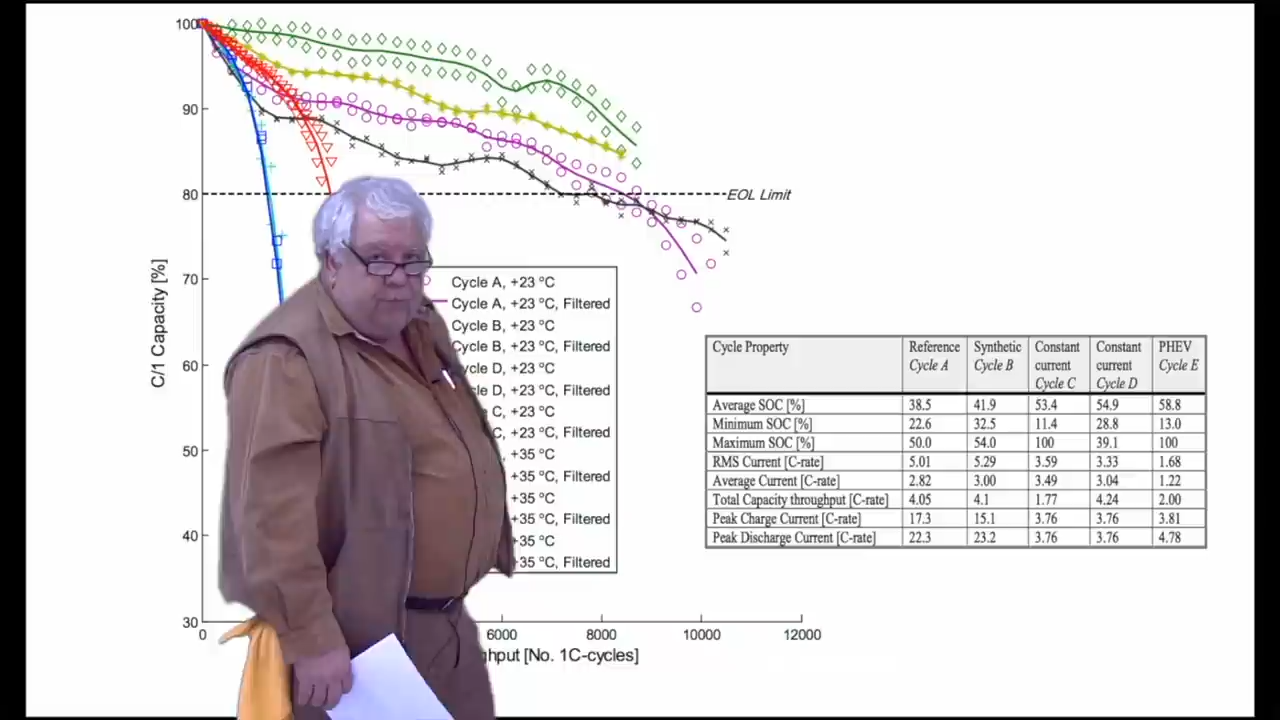 100
90
80
70
60
50
40
30
C/1 Capacity [%]
EOL Limit
Cycle A, +23 °C
Cycle A, +23 °C, Filtered
Cycle B, +23 °C
Cycle B, +23 °C, Filtered
ycle D, +23 °C
cle D, +23 °C, Filtered
C, +23 °C
C, +23 °C, Filtered
+35 °C
+35 °C, Filtered
+35 °C
+35 °C, Filtered
+35 °C
+35 °C, Filtered
0 6000 8000 10000 12000
ghput [No. 1C-cycles]
Cycle Property Reference Cycle A Synthetic Cycle B Constant current Cycle C Constant current Cycle D PHEV Cycle E
Average SOC [%] 38.5 41.9 53.4 54.9 58.8
Minimum SOC [%] 22.6 32.5 11.4 28.8 13.0
Maximum SOC [%] 50.0 54.0 100 39.1 100
RMS Current [C-rate] 5.01 5.29 3.59 3.33 1.68
Average Current [C-rate] 2.82 3.00 3.49 3.04 1.22
Total Capacity throughput [C-rate] 4.05 4.1 1.77 4.24 2.00
Peak Charge Current [C-rate] 17.3 15.1 3.76 3.76 3.81
Peak Discharge Current [C-rate] 22.3 23.2 3.76 3.76 4.78